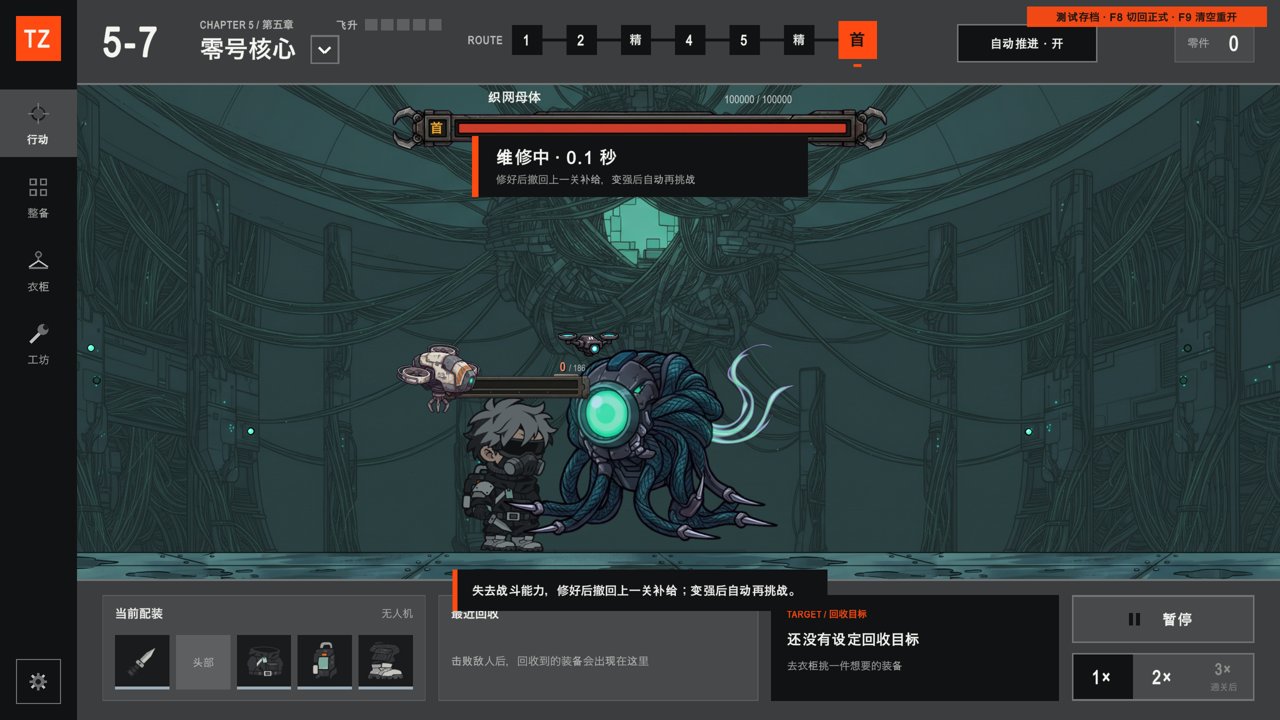 TZ
5-7
CHAPTER 5 / 第五章
零号核心
飞升
ROUTE
1
2
精
4
5
精
首
自动推进 · 开
测试存档 · F8 切回正式 · F9 清空重开
零件 0
行动
整备
衣柜
工坊
织网母体
100000 / 100000
首
维修中 · 0.1 秒
修好后撤回上一关补给，变强后自动再挑战
0 / 186
失去战斗能力，修好后撤回上一关补给；变强后自动再挑战。
当前配装
无人机
头部
最近回收
击败敌人后，回收到的装备会出现在这里
TARGET / 回收目标
还没有设定回收目标
去衣柜挑一件想要的装备
暂停
1×
2×
3×
通关后